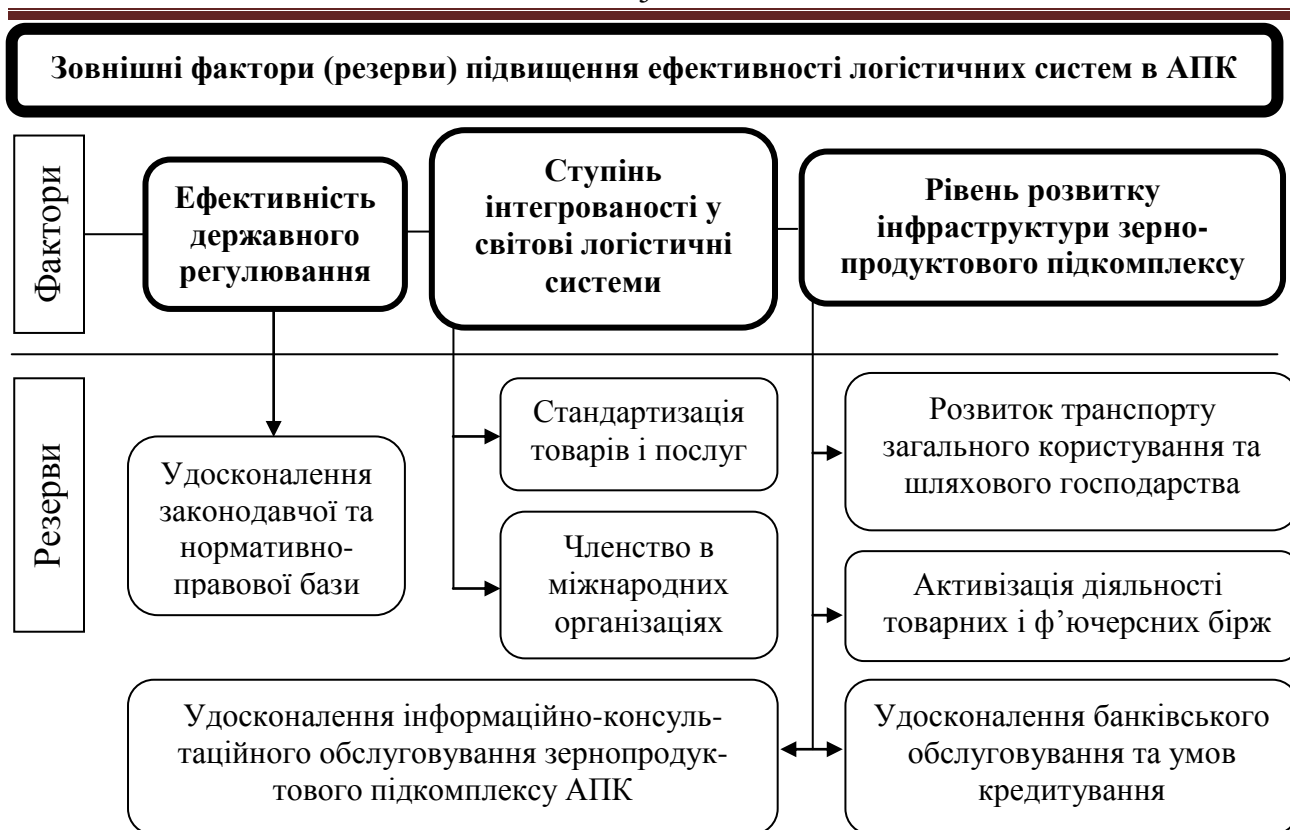 Зовнішні фактори (резерви) підвищення ефективності логістичних систем в АПК
Фактори
Ефективність
державного
регулювання
Ступінь
інтегрованості у
світові логістичні
системи
Рівень розвитку
інфраструктури зерно-
продуктового підкомплексу
Резерви
Удосконалення
законодавчої та
нормативно-
правової бази
Стандартизація
товарів і послуг
Членство в
міжнародних
організаціях
Розвиток транспорту
загального користування та
шляхового господарства
Активізація діяльності
товарних і ф’ючерсних бірж
Удосконалення інформаційно-консуль-
таційного обслуговування зернопродук-
тового підкомплексу АПК
Удосконалення банківського
обслуговування та умов
кредитування